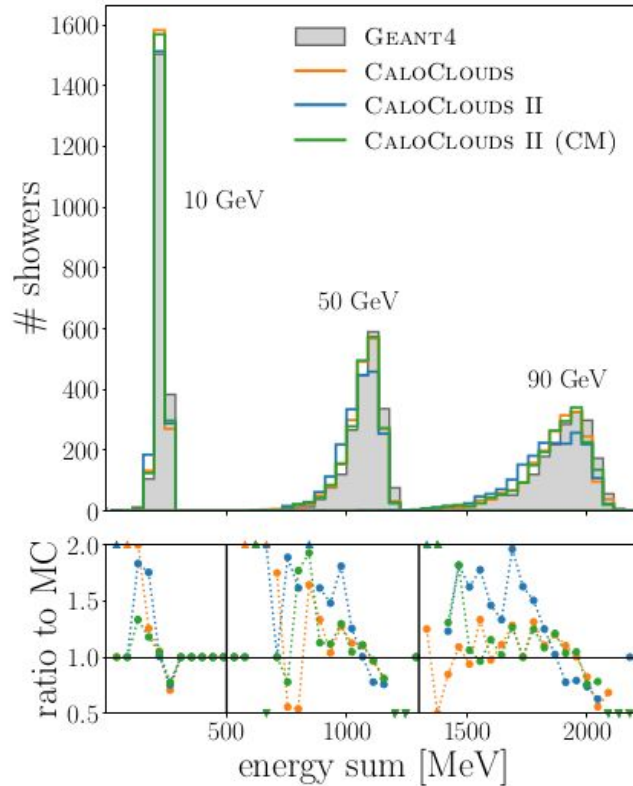 1600
1400
1200
1000
800
600
400
200
0
# showers
GEANT4
CALOCLOUDS
CALOCLOUDS II
CALOCLOUDS II (CM)
10 GeV
50 GeV
90 GeV
2.0
1.5
1.0
0.5
ratio to MC
500
1000
1500
2000
energy sum [MeV]